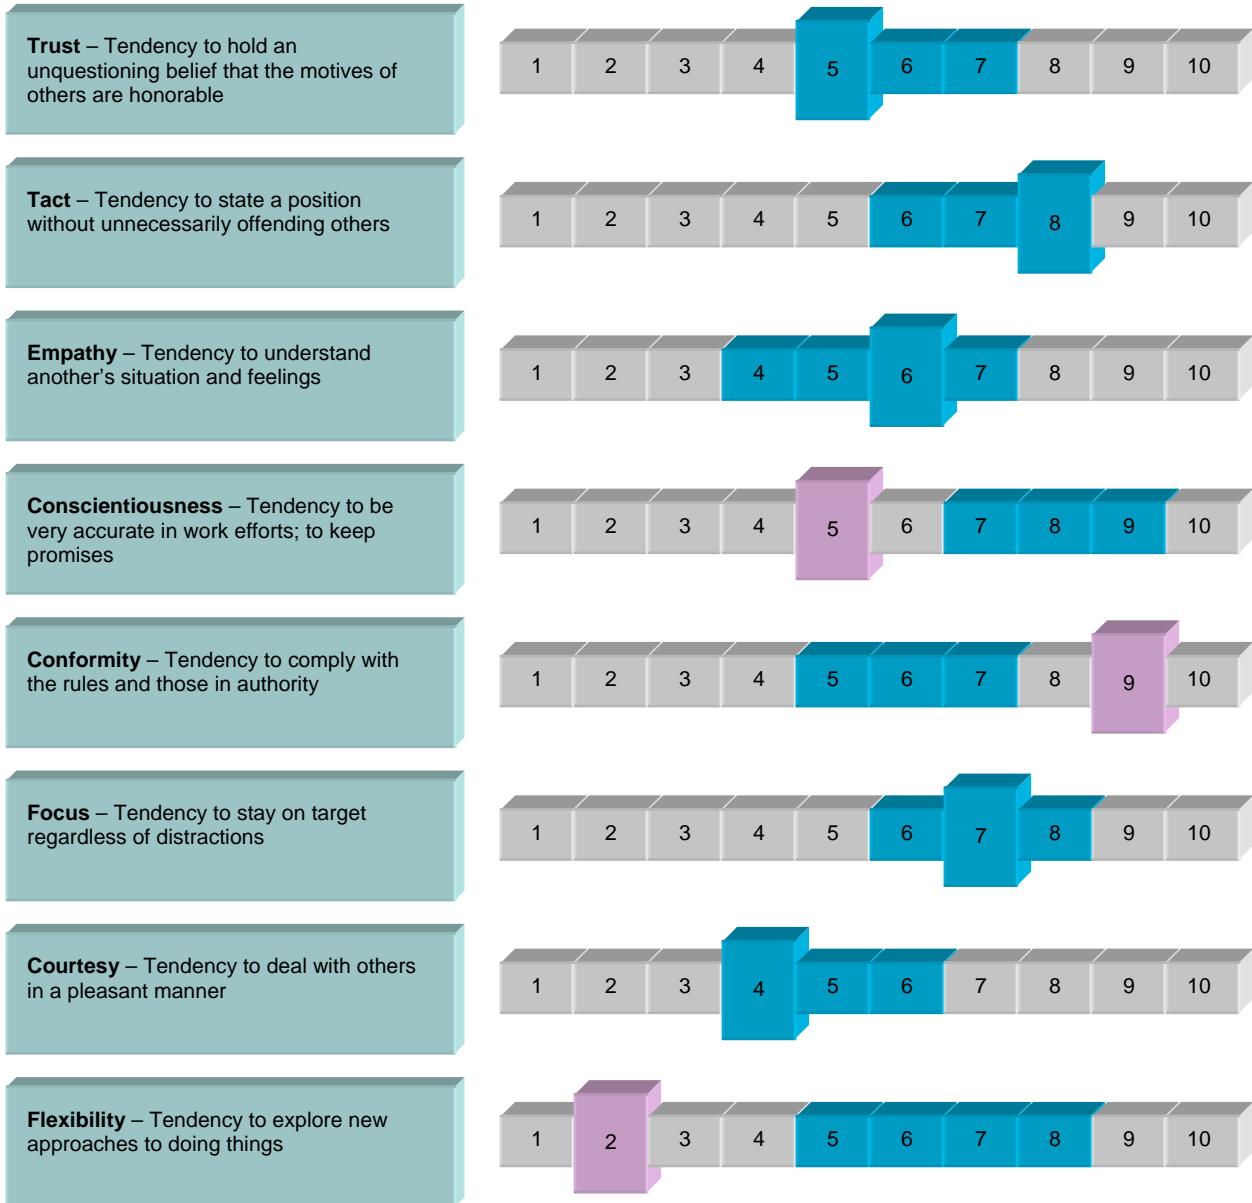 Trust – Tendency to hold an
unquestioning belief that the motives of
others are honorable
1 2 3 4 5 6 7 8 9 10
Tact – Tendency to state a position
without unnecessarily offending others
1 2 3 4 5 6 7 8 9 10
Empathy – Tendency to understand
another’s situation and feelings
1 2 3 4 5 6 7 8 9 10
Conscientiousness – Tendency to be
very accurate in work efforts; to keep
promises
1 2 3 4 5 6 7 8 9 10
Conformity – Tendency to comply with
the rules and those in authority
1 2 3 4 5 6 7 8 9 10
Focus – Tendency to stay on target
regardless of distractions
1 2 3 4 5 6 7 8 9 10
Courtesy – Tendency to deal with others
in a pleasant manner
1 2 3 4 5 6 7 8 9 10
Flexibility – Tendency to explore new
approaches to doing things
1 2 3 4 5 6 7 8 9 10